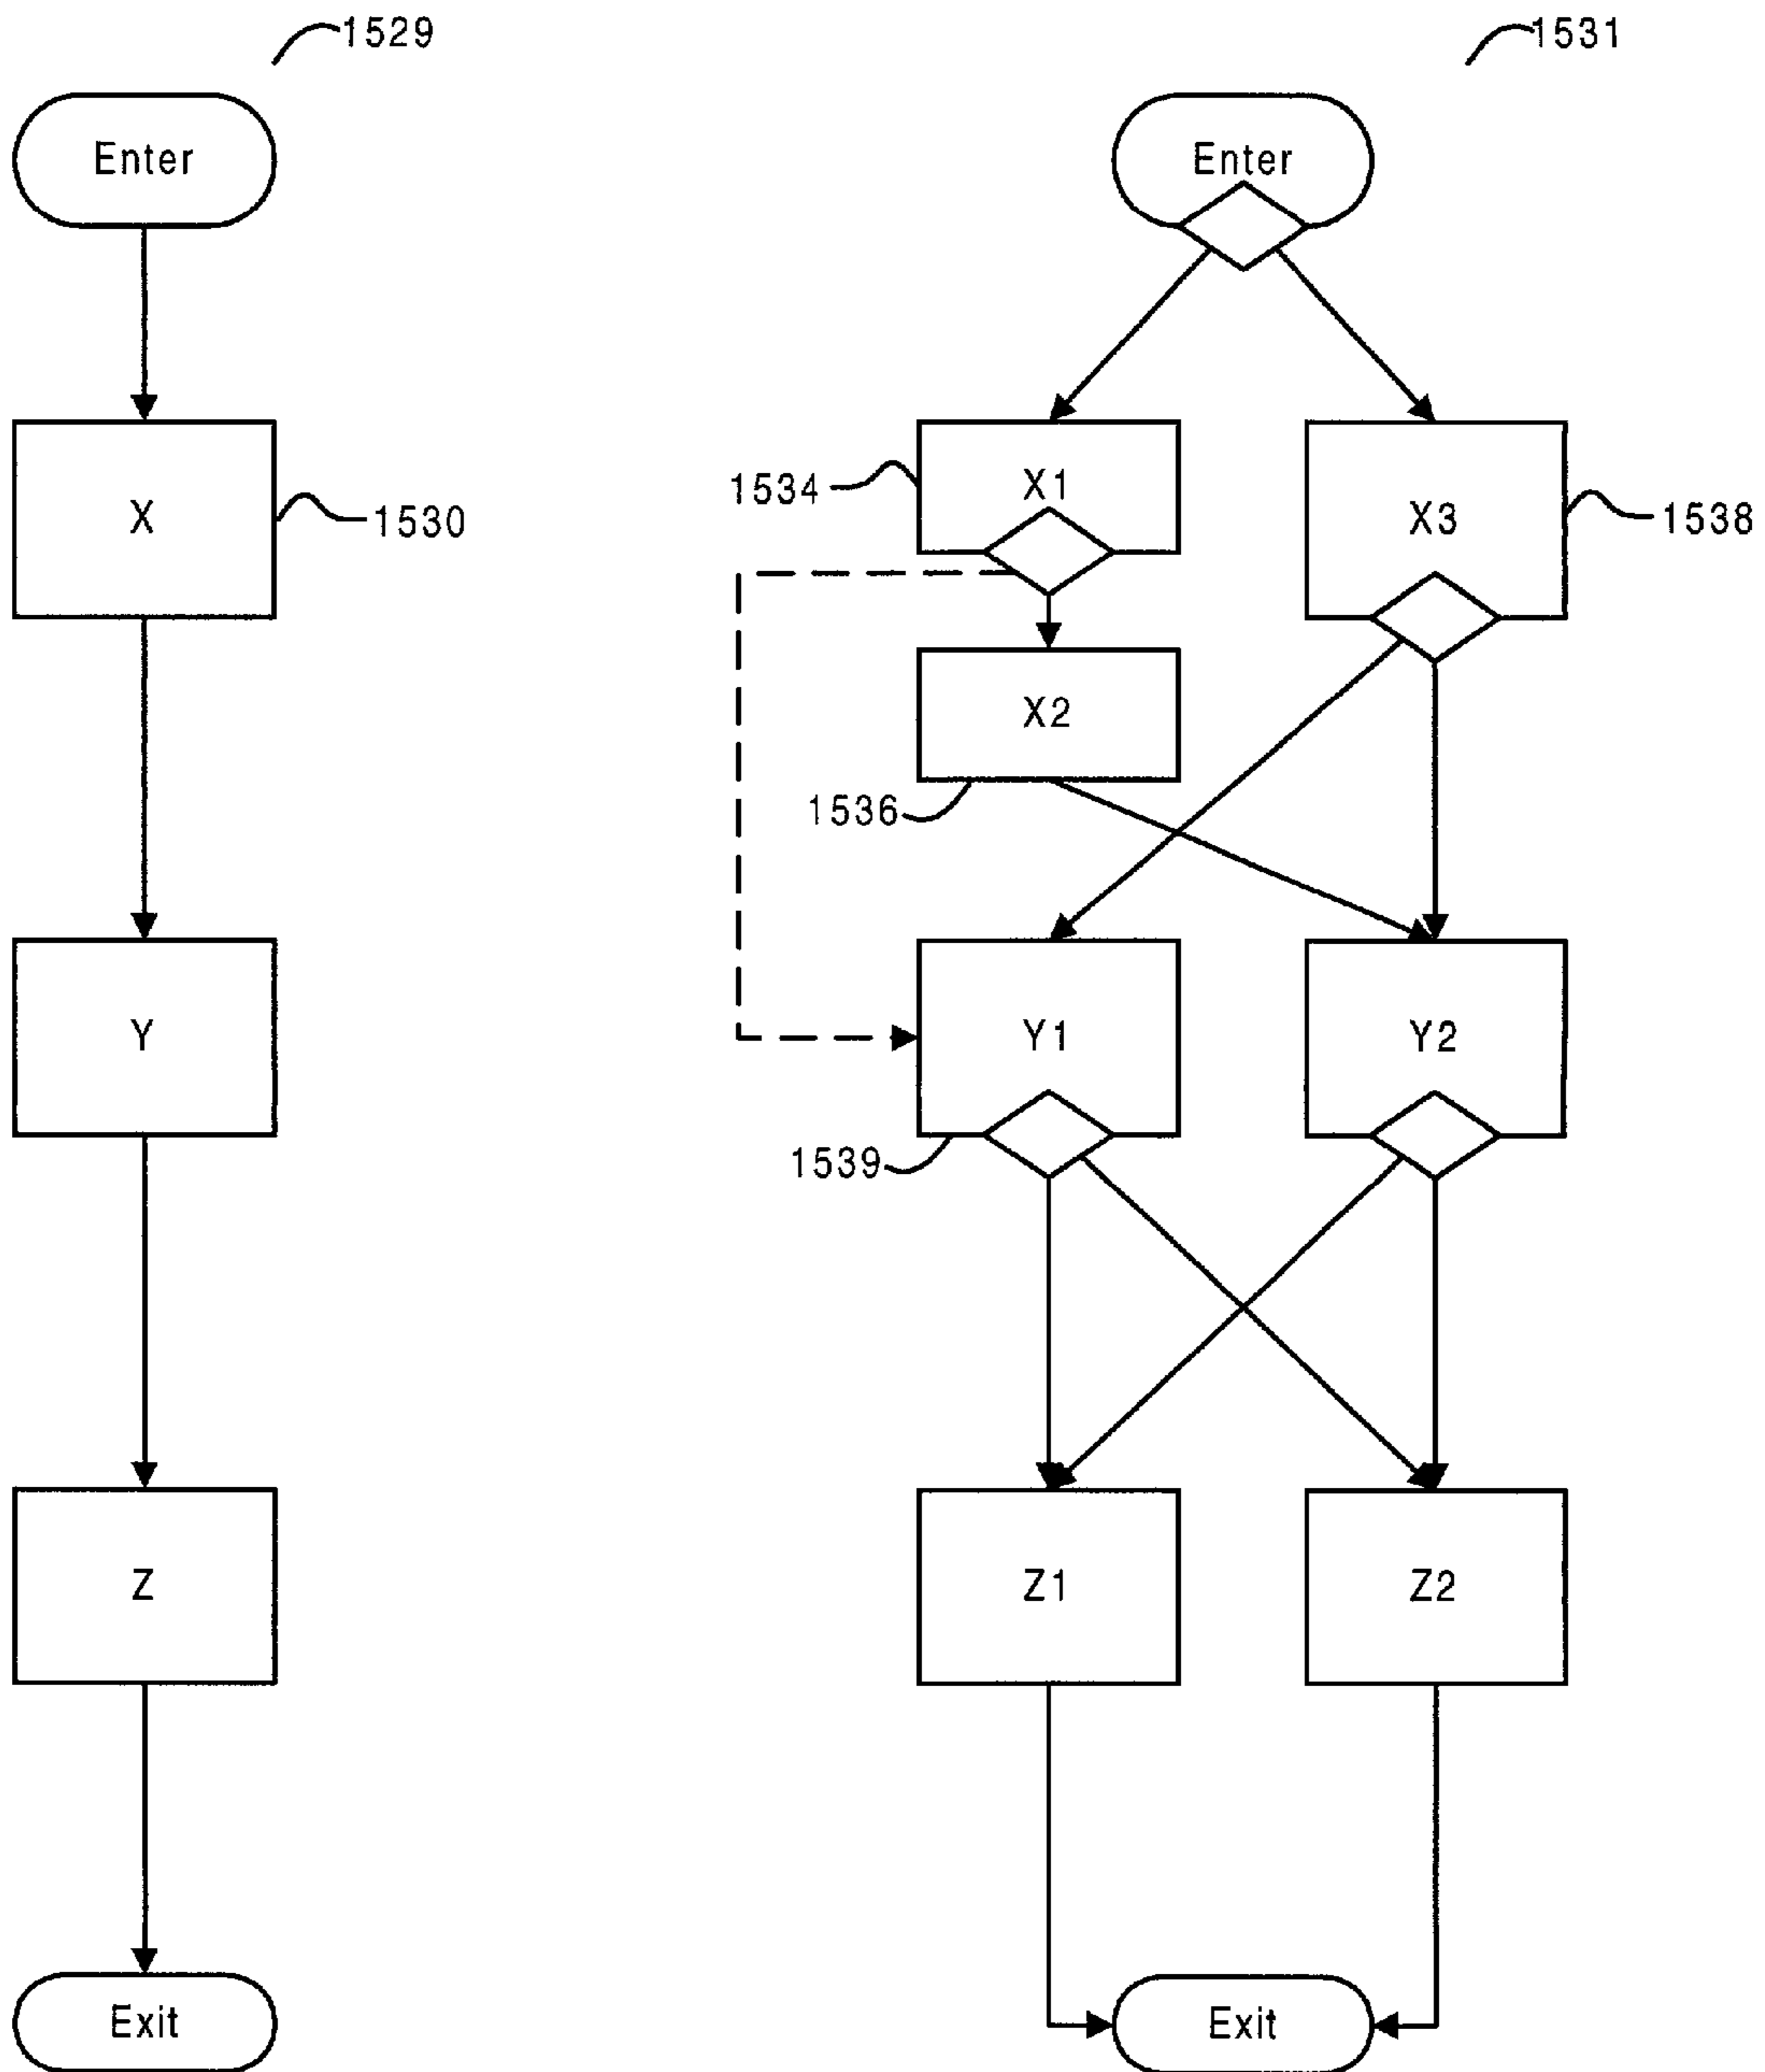 1529
1531
Enter
Enter
1534
X1
X
1530
X3
1538
X2
1536
Y
Y1
Y2
1539
Z
Z1
Z2
Exit
Exit